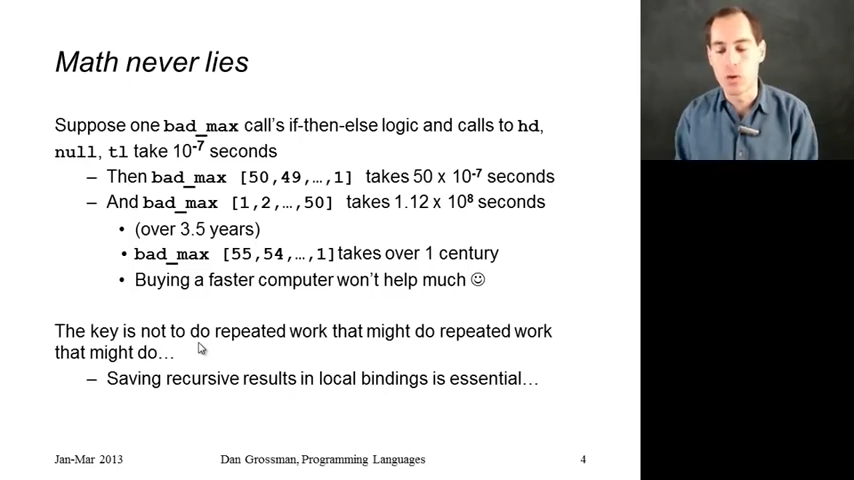 Math never lies
Suppose one bad_max call's if-then-else logic and calls to hd,
null, tl take 10-7 seconds
– Then bad_max [50,49,…,1] takes 50 x 10-7 seconds
– And bad_max [1,2,…,50] takes 1.12 x 108 seconds
• (over 3.5 years)
• bad_max [55,54,…,1]takes over 1 century
• Buying a faster computer won't help much ☺
The key is not to do repeated work that might do repeated work
that might do…
– Saving recursive results in local bindings is essential…
Jan-Mar 2013 Dan Grossman, Programming Languages 4